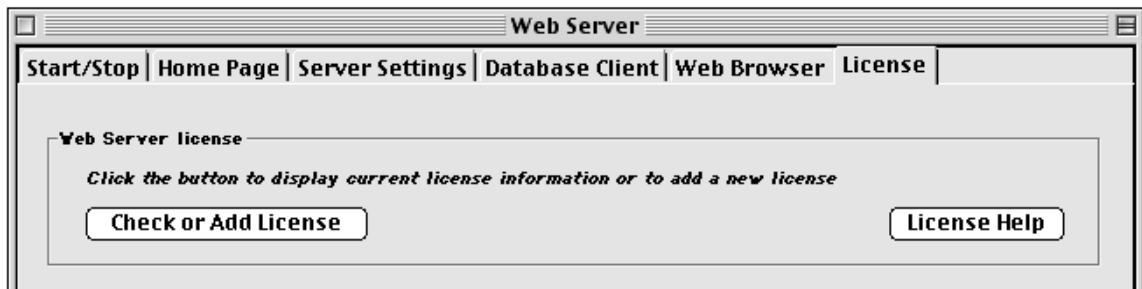 Web Server
Start/Stop Home Page Server Settings Database Client Web Browser License
Web Server license
Click the button to display current license information or to add a new license
Check or Add License License Help